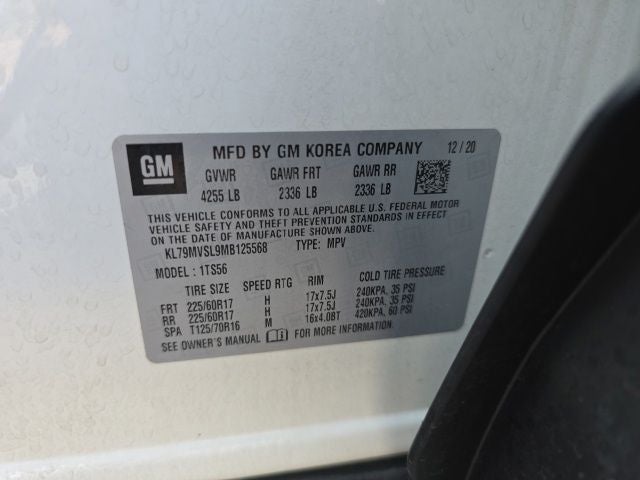 GM
MFD BY GM KOREA COMPANY 12/20
GVWR GAWR FRT GAWR RR
4255 LB 2336 LB 2336 LB
THIS VEHICLE CONFORMS TO ALL APPLICABLE U.S. FEDERAL MOTOR
VEHICLE SAFETY AND THEFT PREVENTION STANDARDS IN EFFECT
ON THE DATE OF MANUFACTURE SHOWN ABOVE.
KL79MVSL9MB125568 TYPE: MPV
MODEL: 1TS56
TIRE SIZE SPEED RTG RIM COLD TIRE PRESSURE
FRT 225/60R17 H 17x7.5J 240KPA, 35 PSI
RR 225/60R17 H 17x7.5J 240KPA, 35 PSI
SPA T125/70R16 M 16x4.0BT 420KPA, 60 PSI
SEE OWNER'S MANUAL FOR MORE INFORMATION.